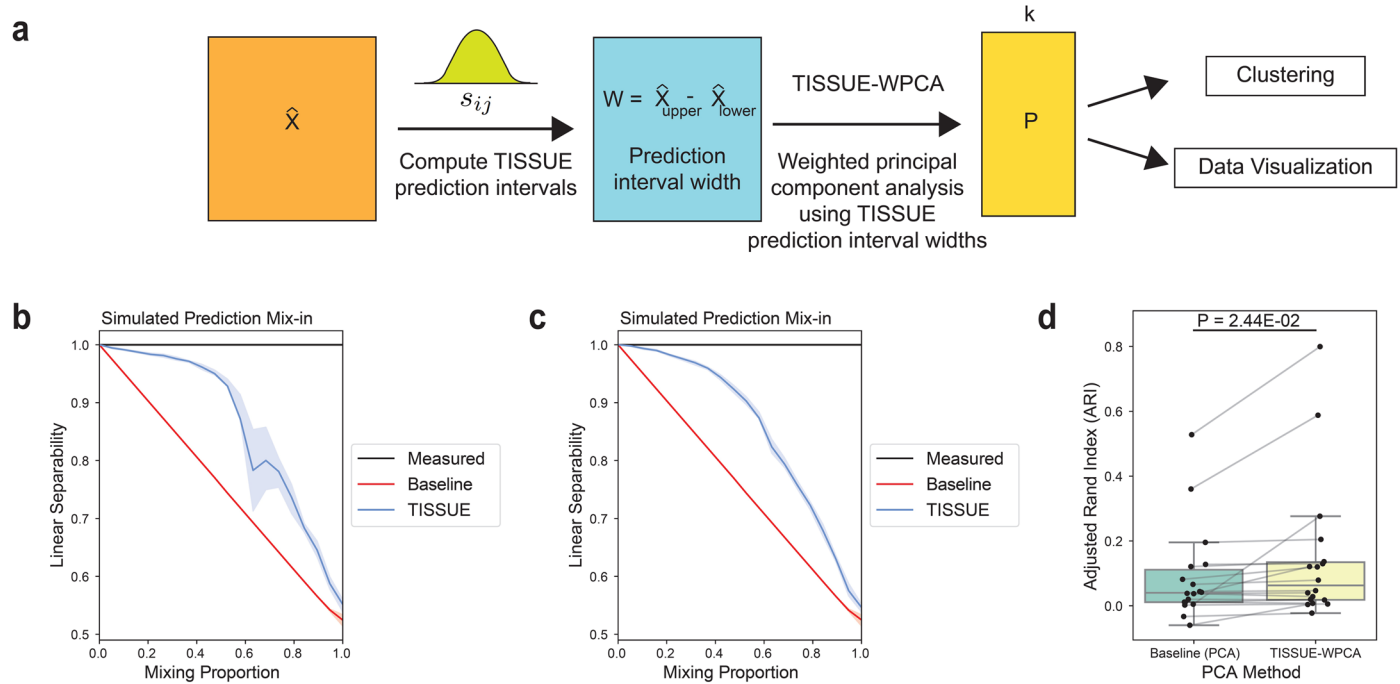 a
X̂
s_ij
Compute TISSUE
prediction intervals
W = X̂upper - X̂lower
Prediction
interval width
TISSUE-WPCA
Weighted principal
component analysis
using TISSUE
prediction interval widths
k
P
Clustering
Data Visualization
b
Simulated Prediction Mix-in
Linear Separability
1.0
0.9
0.8
0.7
0.6
0.5
0.0 0.2 0.4 0.6 0.8 1.0
Mixing Proportion
Measured
Baseline
TISSUE
c
Simulated Prediction Mix-in
Linear Separability
1.0
0.9
0.8
0.7
0.6
0.5
0.0 0.2 0.4 0.6 0.8 1.0
Mixing Proportion
Measured
Baseline
TISSUE
d
P = 2.44E-02
Adjusted Rand Index (ARI)
0.8
0.6
0.4
0.2
0.0
Baseline (PCA) TISSUE-WPCA
PCA Method